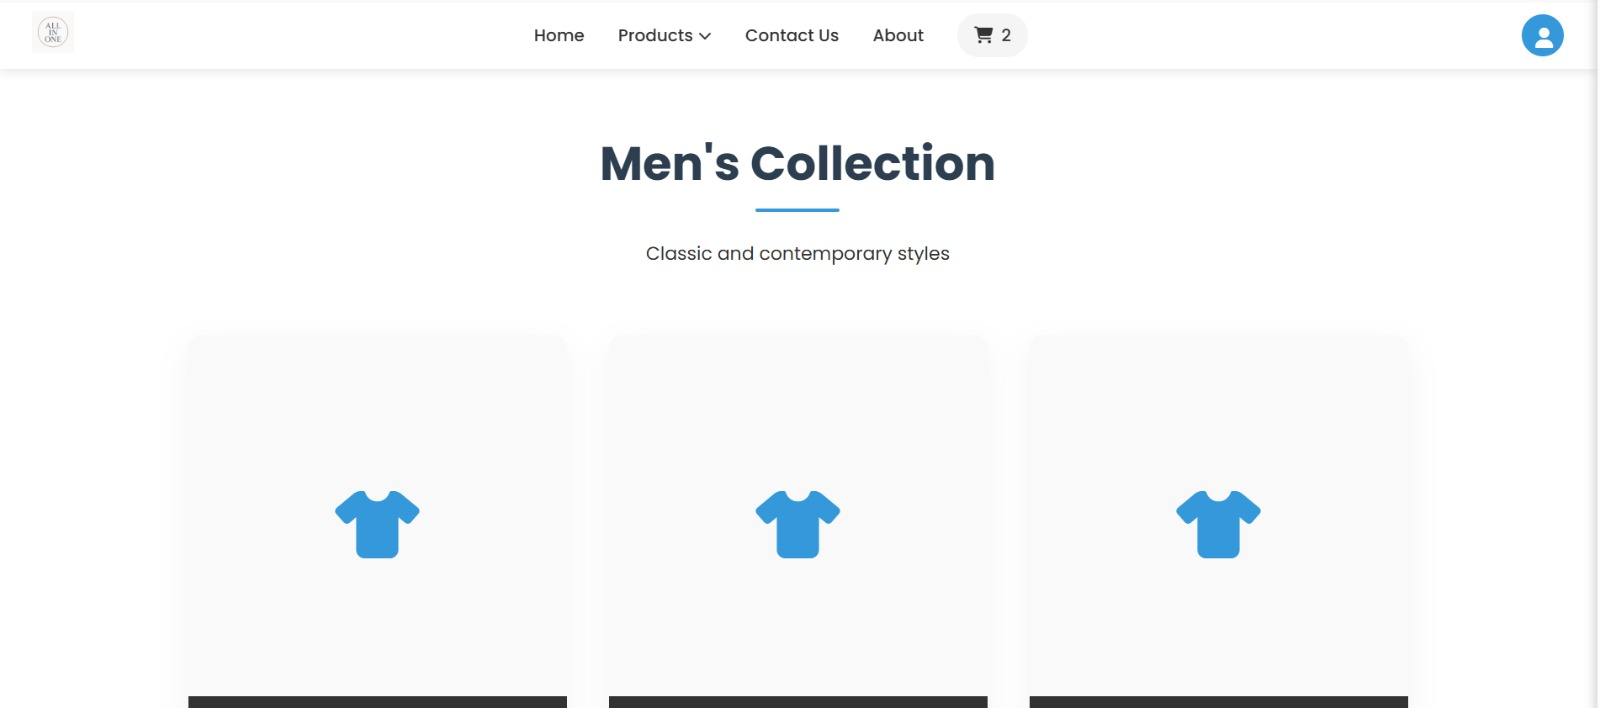 ALL
IN
ONE
Home Products Contact Us About 2
Men's Collection
Classic and contemporary styles